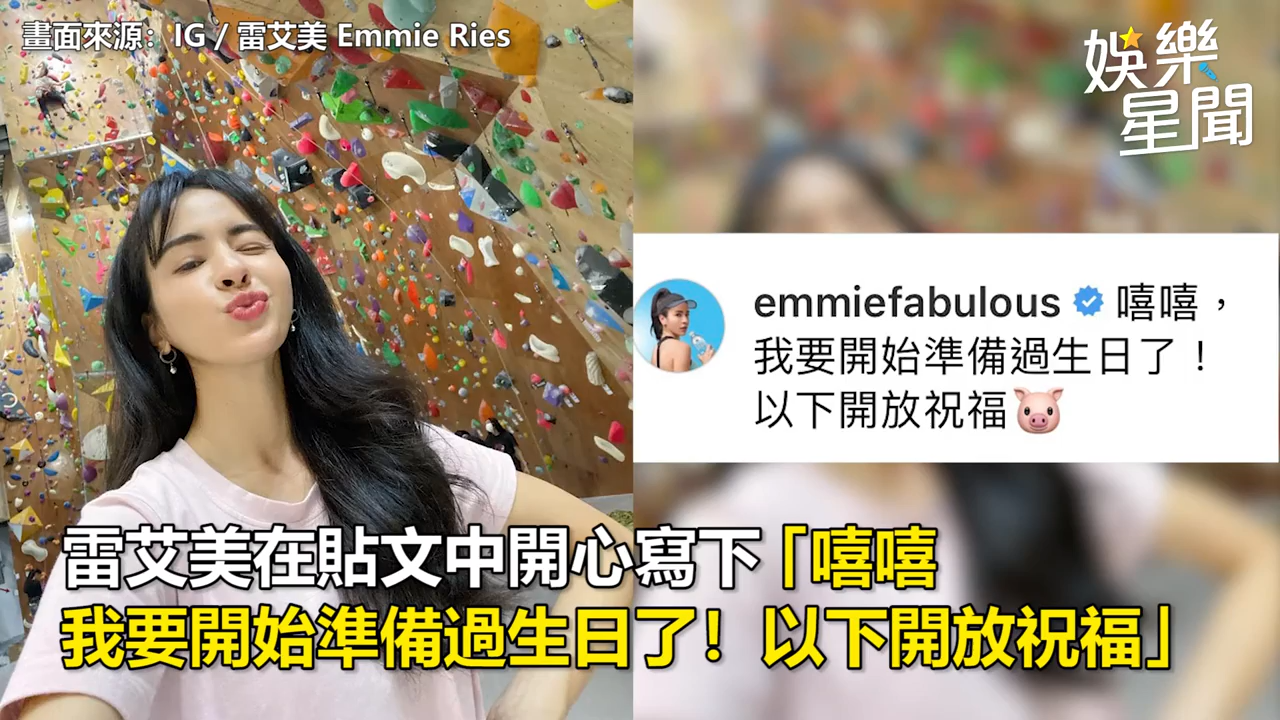 畫面來源：IG / 雷艾美 Emmie Ries
娛樂
星聞
emmiefabulous 嘻嘻，
我要開始準備過生日了！
以下開放祝福🐷
雷艾美在貼文中開心寫下「嘻嘻
我要開始準備過生日了！以下開放祝福」